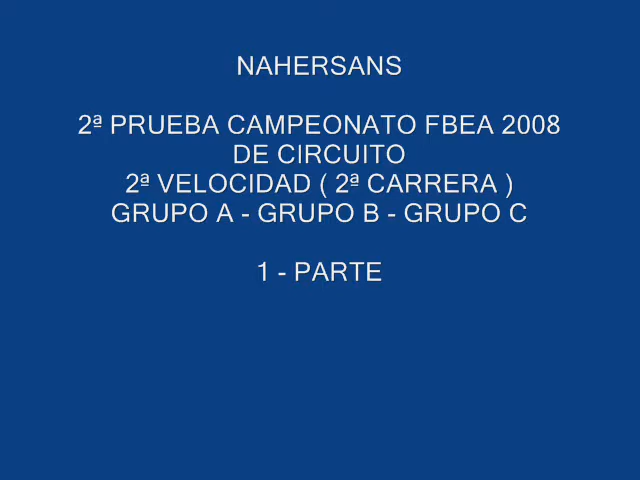 NAHERSANS
2ª PRUEBA CAMPEONATO FBEA 2008
DE CIRCUITO
2ª VELOCIDAD ( 2ª CARRERA )
GRUPO A - GRUPO B - GRUPO C
1 - PARTE